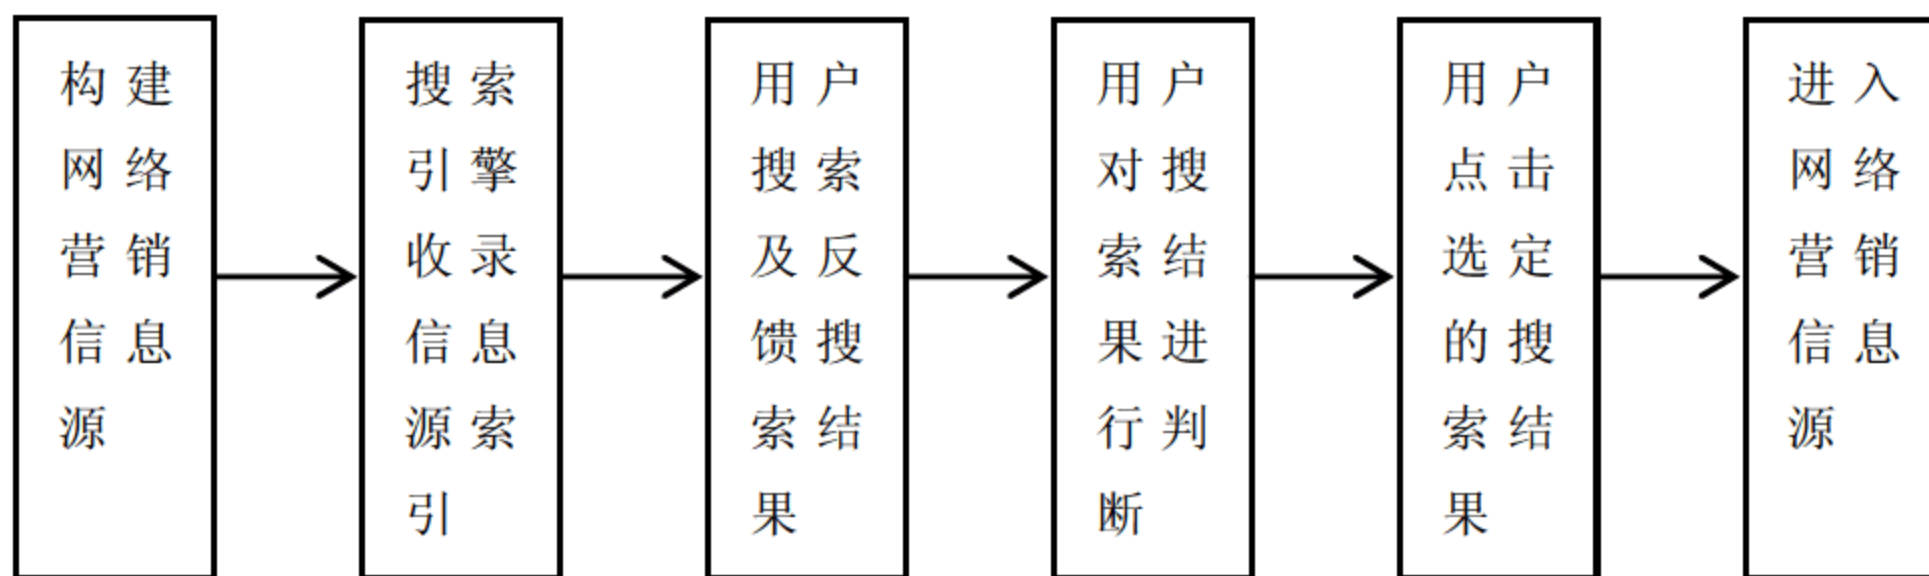 构建
网络
营销
信息
源
搜索
引擎
收录
信息
源索
引
用户
搜索
及反
馈搜
索结
果
用户
对搜
索结
果进
行判
断
用户
点击
选定
的搜
索结
果
进入
网络
营销
信息
源